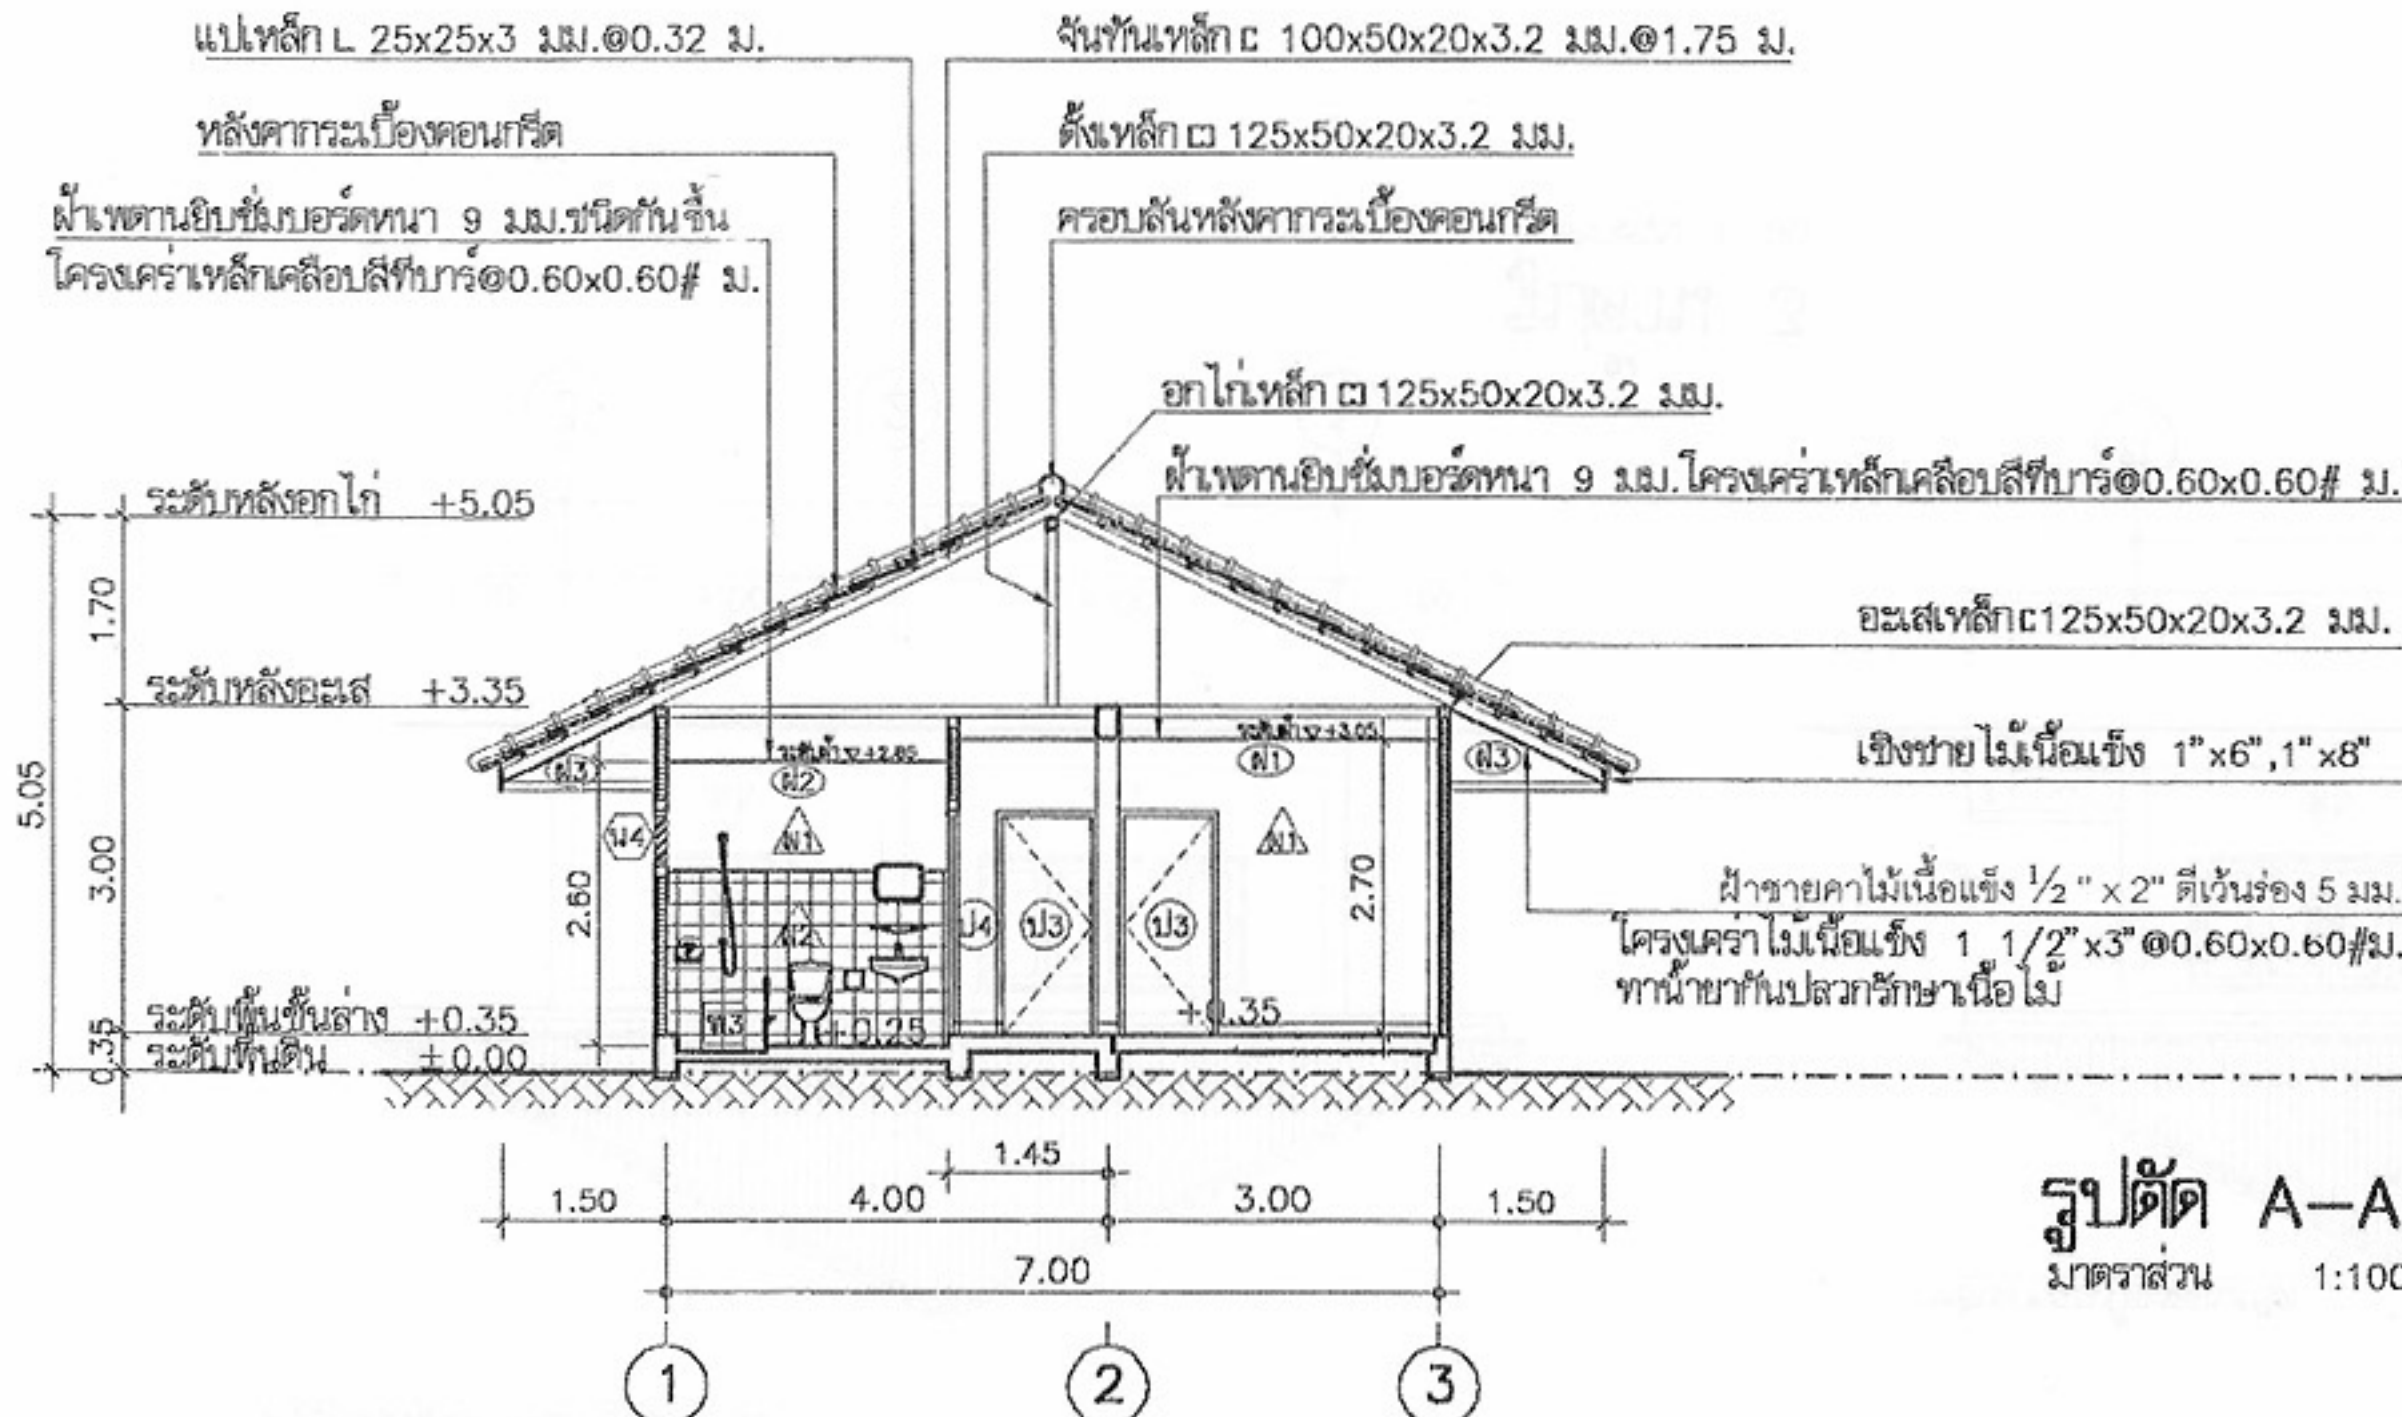 แปเหล็ก L 25x25x3 มม.@0.32 ม.
จันทันเหล็ก 100x50x20x3.2 มม.@1.75 ม.
หลังคากระเบื้องคอนกรีต
ดั้งเหล็ก 125x50x20x3.2 มม.
ฝ้าเพดานยิบซั่มบอร์ดหนา 9 มม.ชนิดกันชื้น
โครงเคร่าเหล็กเคลือบสีทีบาร์@0.60x0.60# ม.
ครอบสันหลังคากระเบื้องคอนกรีต
อกไก่เหล็ก 125x50x20x3.2 มม.
ฝ้าเพดานยิบซั่มบอร์ดหนา 9 มม.โครงเคร่าเหล็กเคลือบสีทีบาร์@0.60x0.60# ม.
ระดับหลังอกไก่ +5.05
1.70
อะเสเหล็ก 125x50x20x3.2 มม.
ระดับหลังอะเส +3.35
ระดับฝ้า +2.85
ระดับฝ้า +3.05
เชิงชายไม้เนื้อแข็ง 1"x6",1"x8"
ฝ3
ฝ2
ฝ1
ฝ3
5.05
3.00
น4
ผ1
ผ1
2.60
2.70
ฝ้าชายคาไม้เนื้อแข็ง 1/2 " x 2" ตีเว้นร่อง 5 มม.
โครงเคร่าไม้เนื้อแข็ง 1 1/2"x3"@0.60x0.60#ม.
ทาน้ำยากันปลวกรักษาเนื้อไม้
ผ2
ป4
ป3
ป3
ระดับพื้นชั้นล่าง +0.35
0.35
ระดับพื้นดิน ±0.00
+0.25
+0.35
1.45
1.50
4.00
3.00
1.50
7.00
รูปตัด A-A
มาตราส่วน 1:100
1
2
3